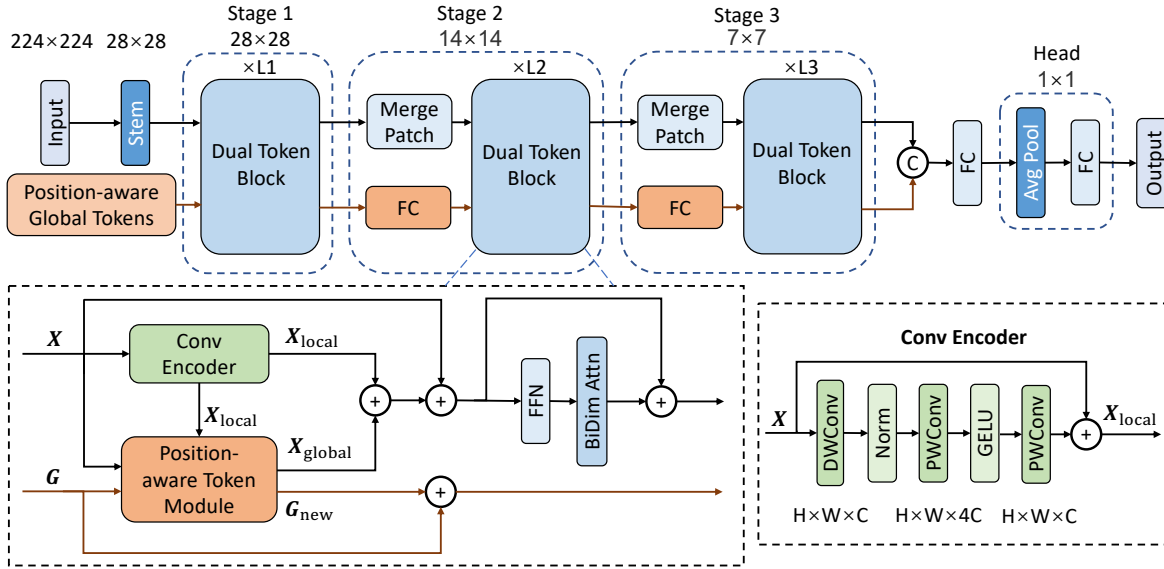 Stage 1
Stage 2
Stage 3
224×224
28×28
28×28
14×14
7×7
Head
1×1
×L1
×L2
×L3
Input
Stem
Dual Token
Block
Merge
Patch
Dual Token
Block
Merge
Patch
Dual Token
Block
C
FC
Avg Pool
FC
Output
Position-aware
Global Tokens
FC
FC
X
Conv
Encoder
X_local
X_local
+
+
FFN
BiDim Attn
+
G
Position-
aware Token
Module
X_global
G_new
+
Conv Encoder
X
DWConv
Norm
PWConv
GELU
PWConv
+
X_local
H×W×C
H×W×4C
H×W×C